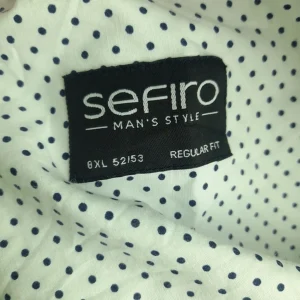 sefiro
MAN'S STYLE
8XL 52/53 REGULAR FIT